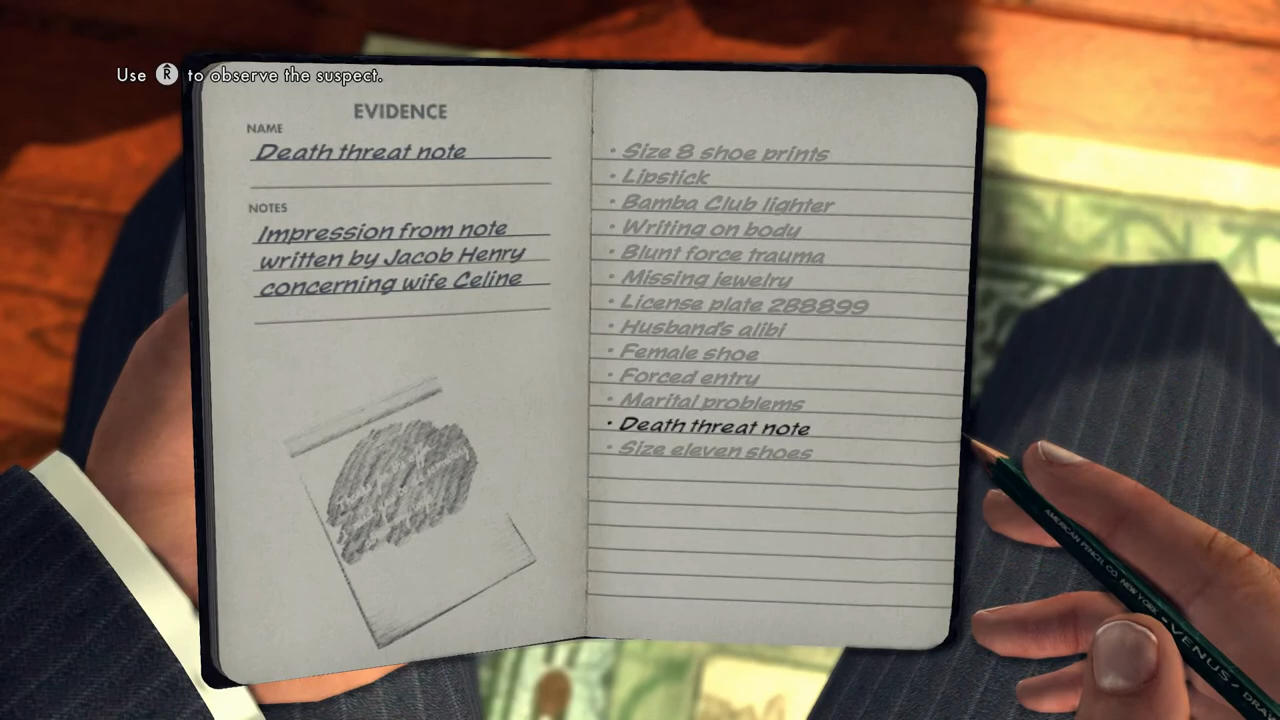 Use R to observe the suspect.
EVIDENCE
NAME
Death threat note
NOTES
Impression from note
written by Jacob Henry
concerning wife Celine
• Size 8 shoe prints
• Lipstick
• Bamba Club lighter
• Writing on body
• Blunt force trauma
• Missing jewelry
• License plate 2B8899
• Husband's alibi
• Female shoe
• Forced entry
• Marital problems
• Death threat note
• Size eleven shoes
AMERICAN PENCIL CO. NEW YORK • VENUS